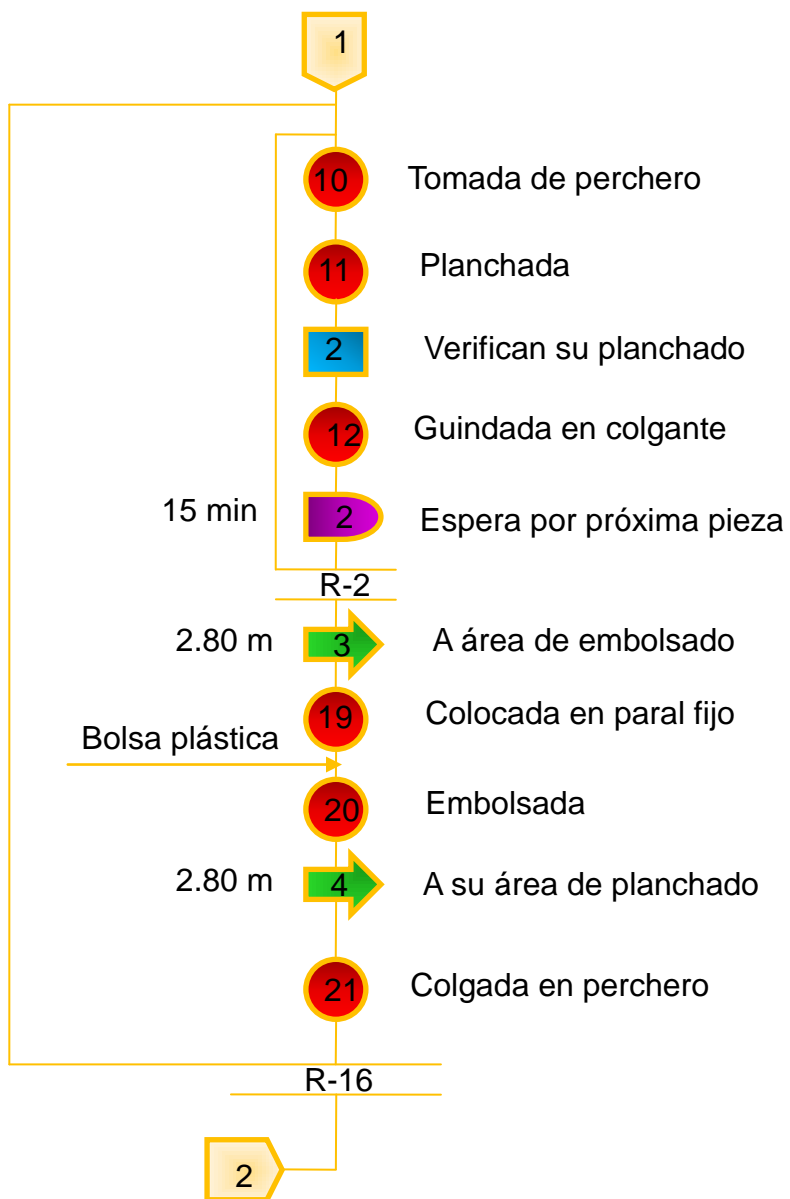 1
10 Tomada de perchero
11 Planchada
2 Verifican su planchado
12 Guindada en colgante
15 min 2 Espera por próxima pieza
R-2
2.80 m 3 A área de embolsado
19 Colocada en paral fijo
Bolsa plástica
20 Embolsada
2.80 m 4 A su área de planchado
21 Colgada en perchero
R-16
2